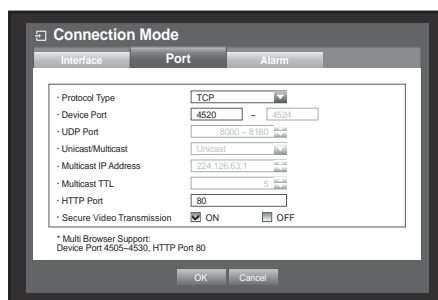 Connection Mode
Interface Port Alarm
· Protocol Type TCP
· Device Port 4520 ~ 4524
· UDP Port 8000 ~ 8160
· Unicast/Multicast Unicast
· Multicast IP Address 224.126.63.1
· Multicast TTL 5
· HTTP Port 80
· Secure Video Transmission ON OFF
* Multi Browser Support:
Device Port 4505~4530, HTTP Port 80
OK Cancel